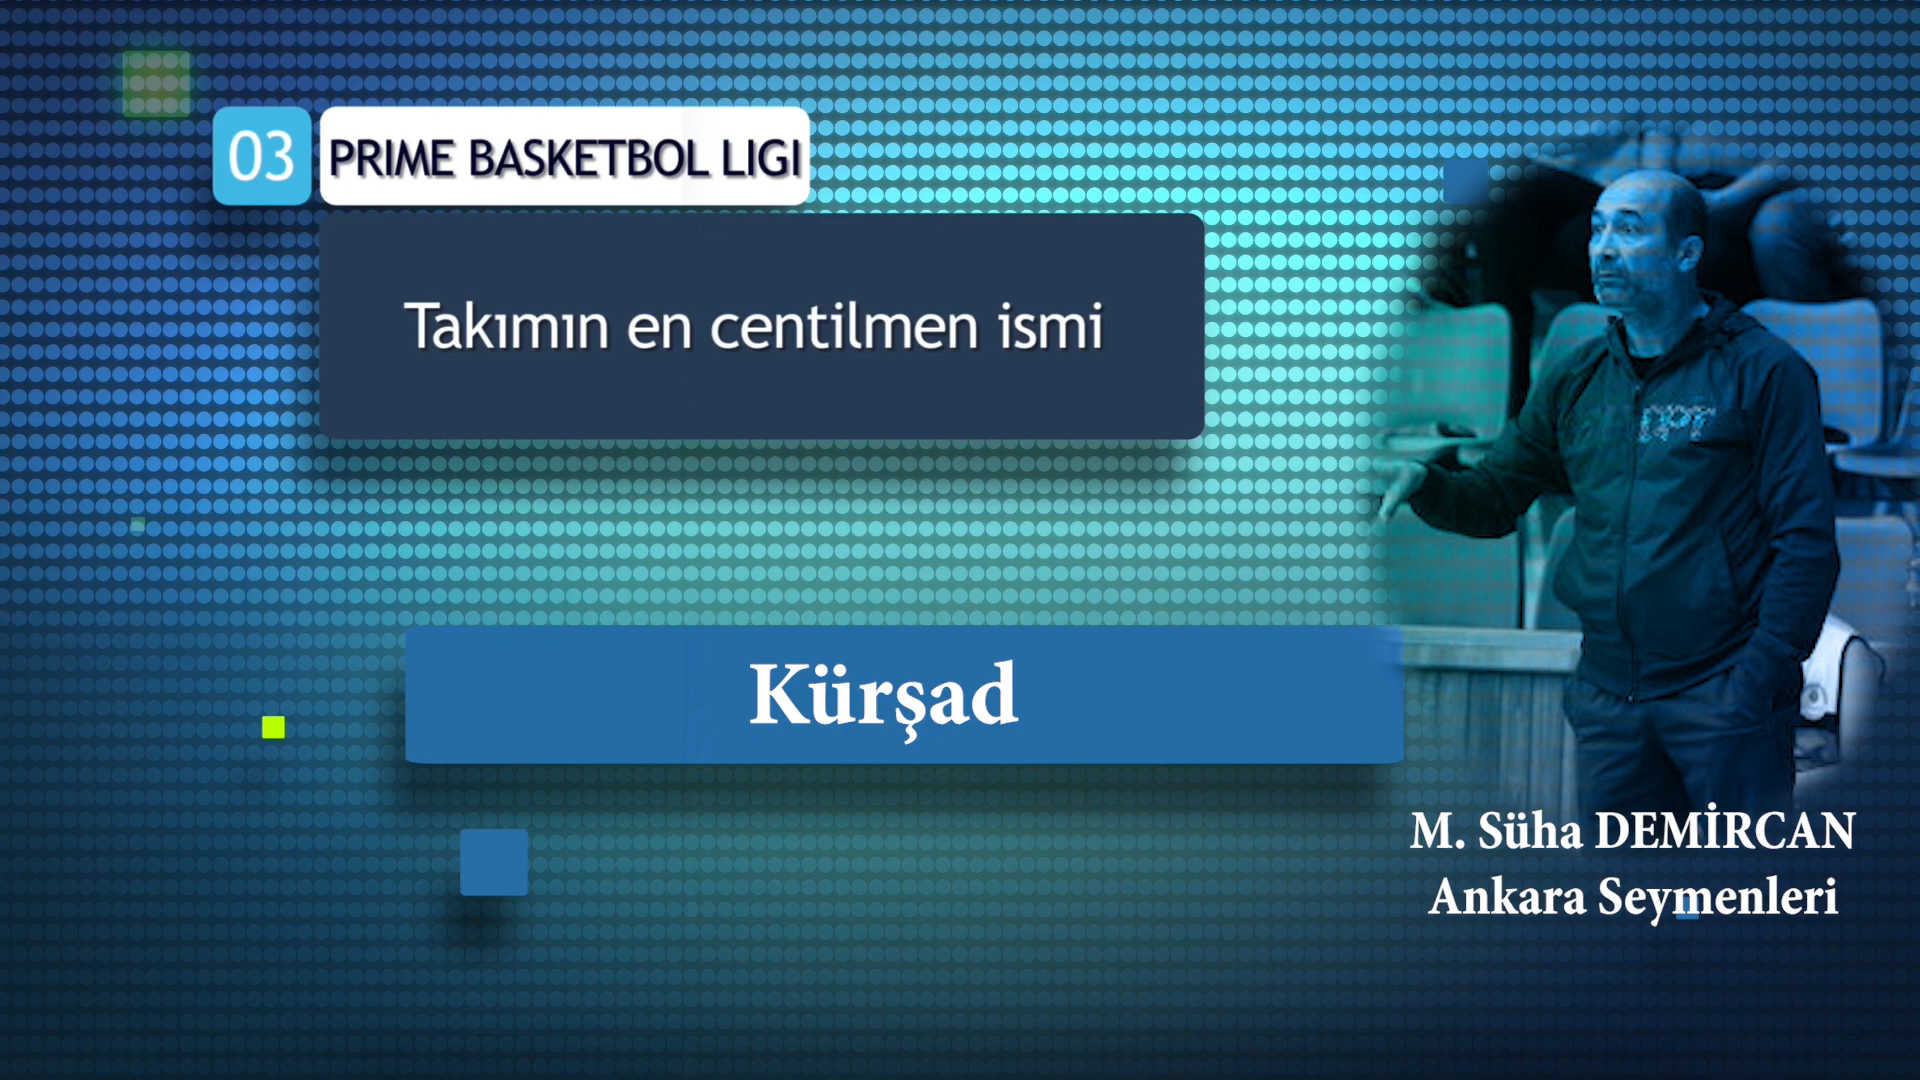 03 PRIME BASKETBOL LIGI
Takımın en centilmen ismi
Kürşad
M. Süha DEMİRCAN
Ankara Seymenleri